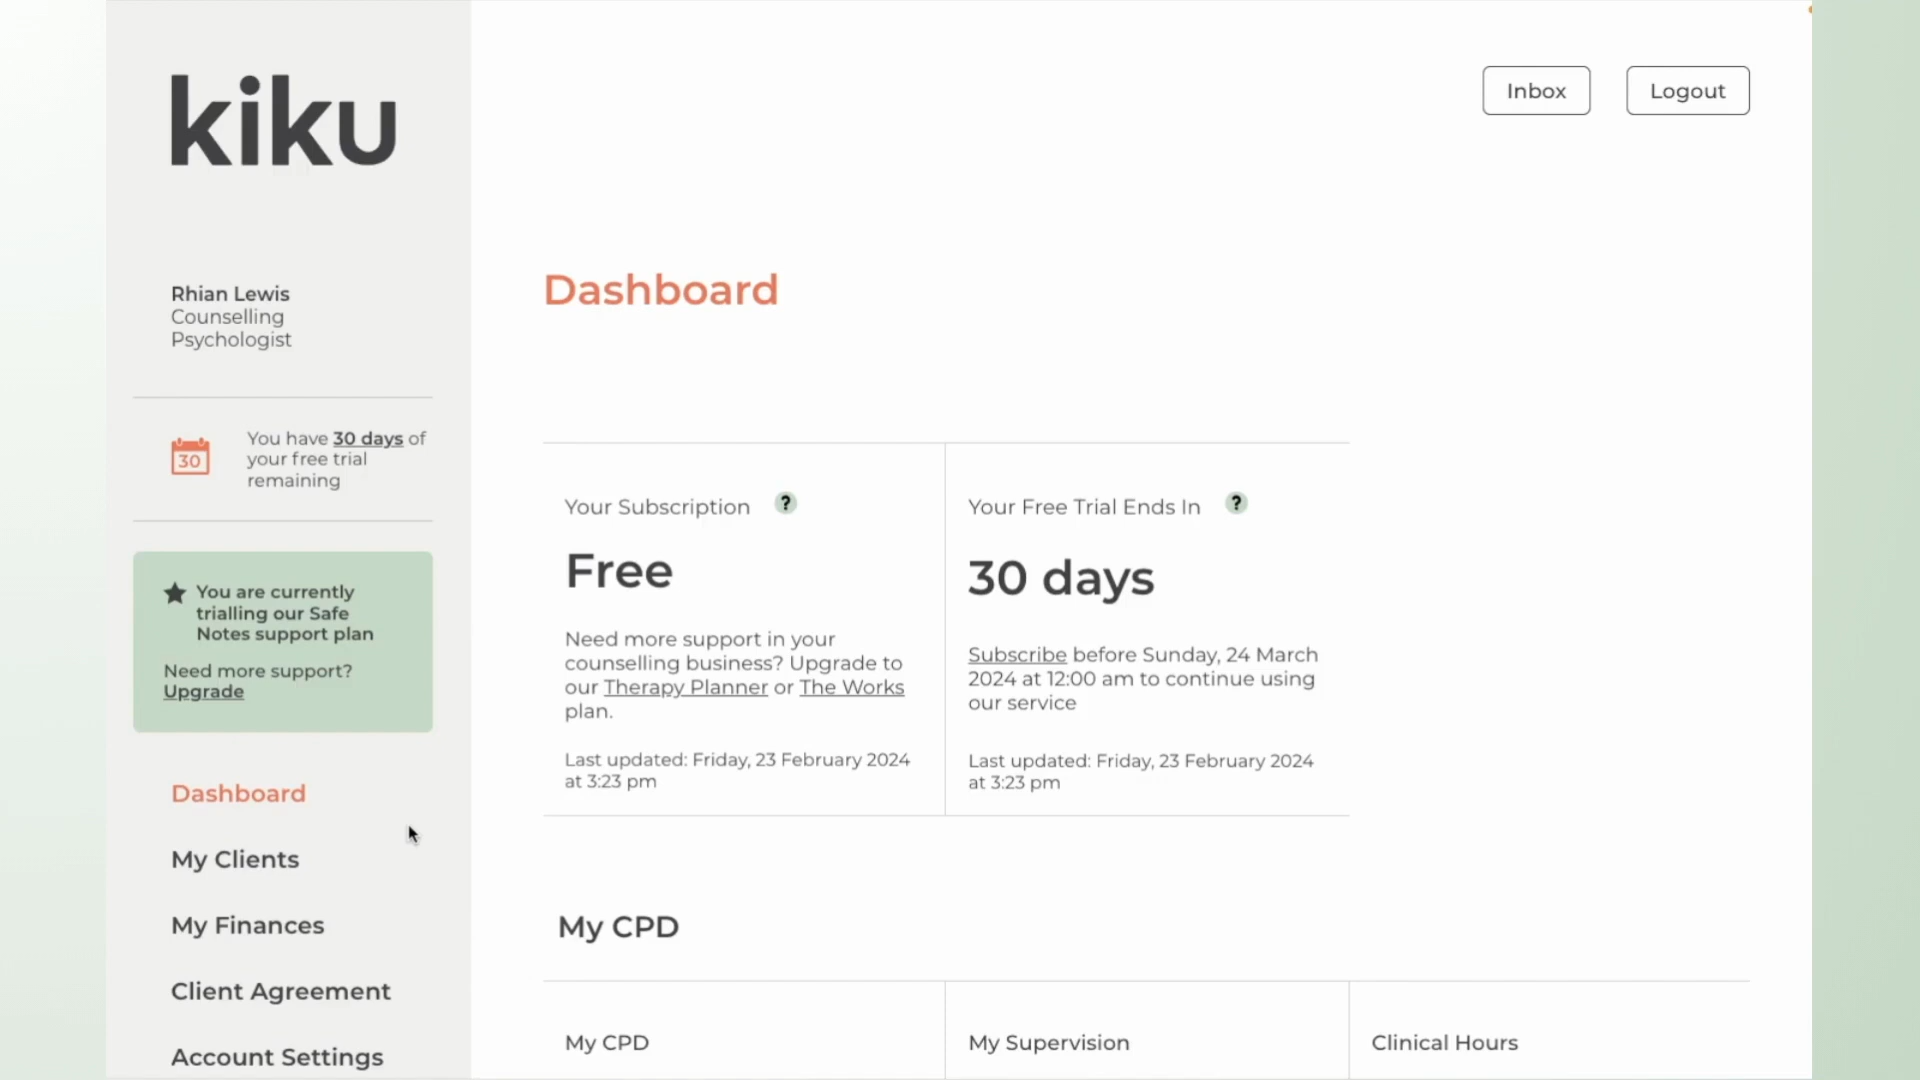 kiku
Inbox
Logout
Rhian Lewis
Counselling
Psychologist
30
You have 30 days of
your free trial
remaining
You are currently
trialling our Safe
Notes support plan
Need more support?
Upgrade
Dashboard
My Clients
My Finances
Client Agreement
Account Settings
Dashboard
Your Subscription ?
Free
Need more support in your
counselling business? Upgrade to
our Therapy Planner or The Works
plan.
Last updated: Friday, 23 February 2024
at 3:23 pm
Your Free Trial Ends In ?
30 days
Subscribe before Sunday, 24 March
2024 at 12:00 am to continue using
our service
Last updated: Friday, 23 February 2024
at 3:23 pm
My CPD
My CPD
My Supervision
Clinical Hours